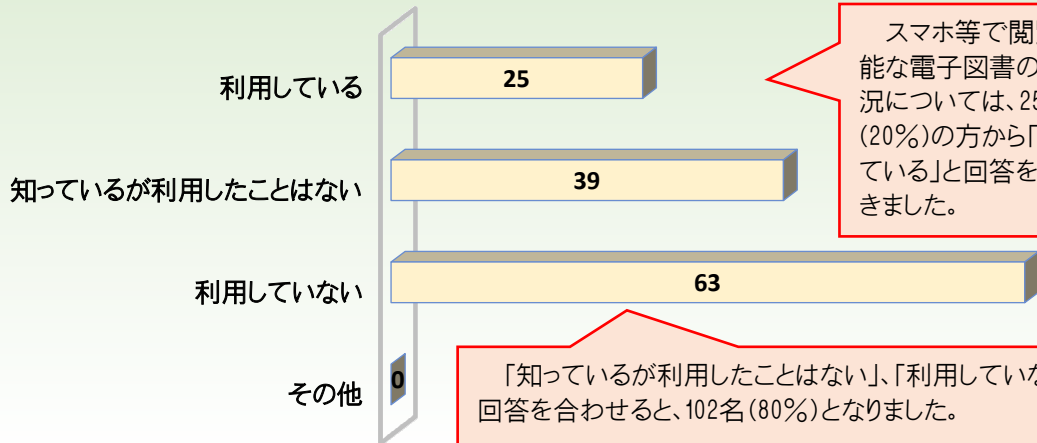 利用している
25
スマホ等で閲
能な電子図書の
況については、25
(20%)の方から「
ている」と回答を
きました。
知っているが利用したことはない
39
利用していない
63
その他
0
「知っているが利用したことはない」、「利用していな
回答を合わせると、102名(80%)となりました。